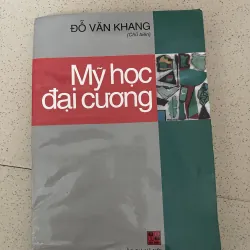 ĐỖ VĂN KHANG
(Chủ biên)
Mỹ học
đại cương